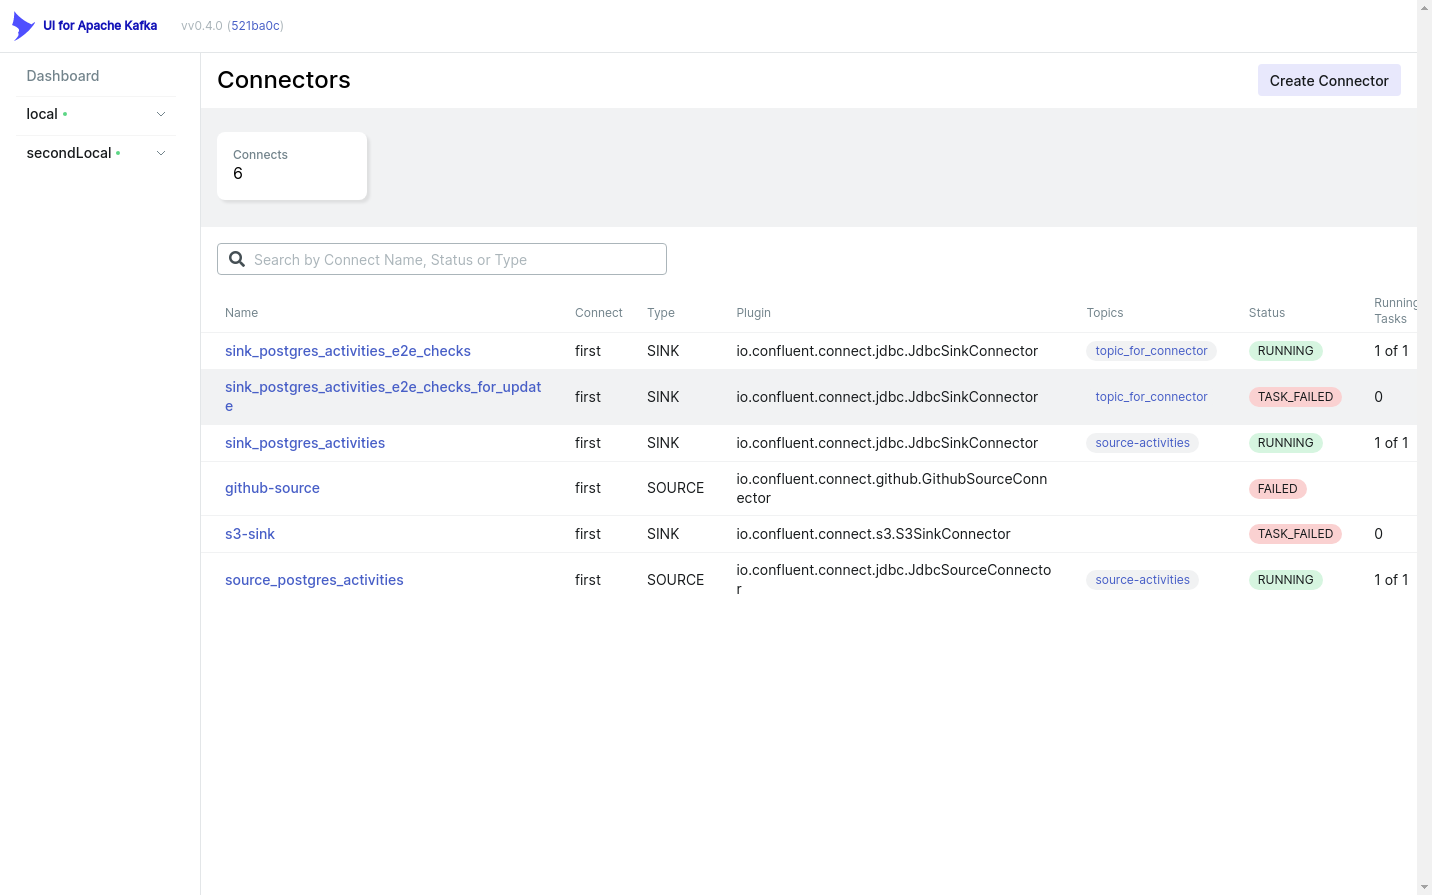 UI for Apache Kafka vv0.4.0 (521ba0c)
Dashboard
local
secondLocal
Connectors
Create Connector
Connects
6
Search by Connect Name, Status or Type
Name Connect Type Plugin Topics Status Running
Tasks
sink_postgres_activities_e2e_checks first SINK io.confluent.connect.jdbc.JdbcSinkConnector topic_for_connector RUNNING 1 of 1
sink_postgres_activities_e2e_checks_for_updat
e first SINK io.confluent.connect.jdbc.JdbcSinkConnector topic_for_connector TASK_FAILED 0
sink_postgres_activities first SINK io.confluent.connect.jdbc.JdbcSinkConnector source-activities RUNNING 1 of 1
github-source first SOURCE io.confluent.connect.github.GithubSourceConn
ector FAILED
s3-sink first SINK io.confluent.connect.s3.S3SinkConnector TASK_FAILED 0
source_postgres_activities first SOURCE io.confluent.connect.jdbc.JdbcSourceConnecto
r source-activities RUNNING 1 of 1